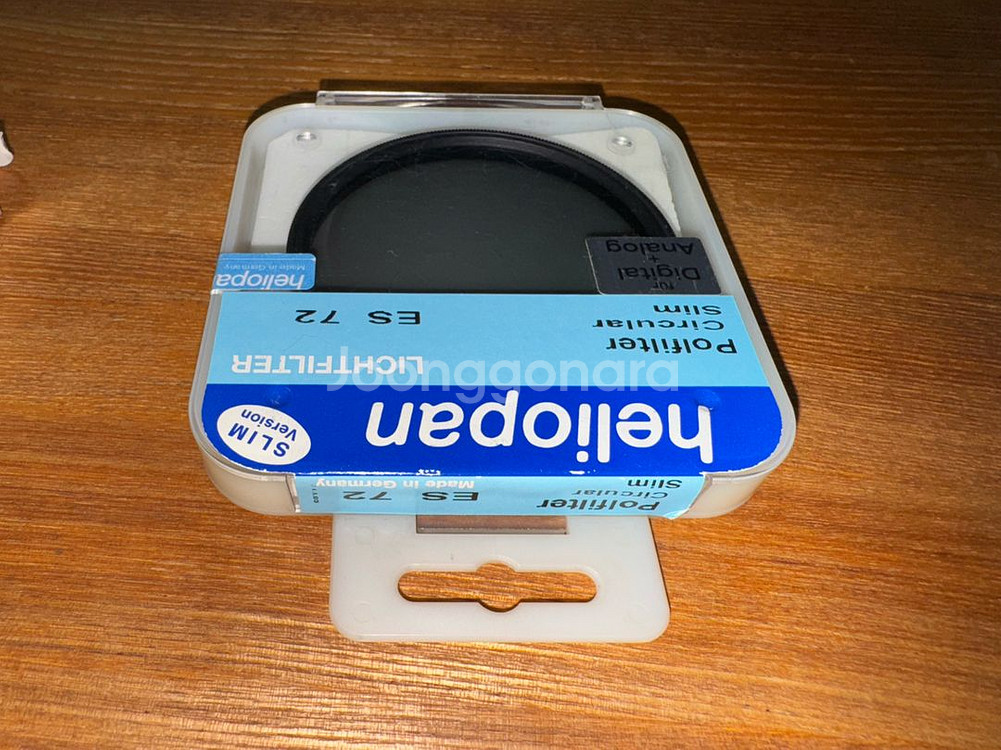 heliopan
SLIM
Version
LICHTFILTER
Polfilter
Circular
Slim
ES 72
für
Digital
+
Analog
heliopa
Made in Germany
Polfilter
Circular
Slim
ES 72
Made in Germany
Joonggonara